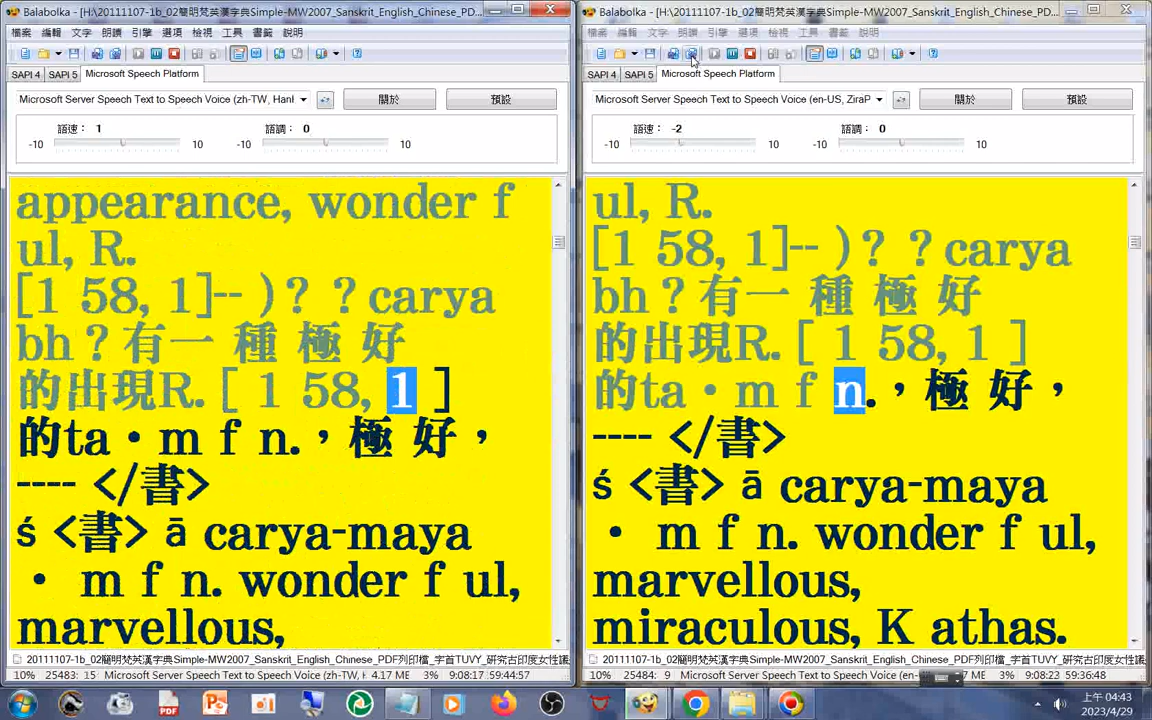 Balabolka - [H:\20111107-1b_02簡明梵英漢字典Simple-MW2007_Sanskrit_English_Chinese_PD...
檔案 編輯 文字 朗讀 引擎 選項 檢視 工具 書籤 說明
SAPI 4 SAPI 5 Microsoft Speech Platform
Microsoft Server Speech Text to Speech Voice (zh-TW, Hanl
關於 預設
語速： 1 語調： 0
-10 10 -10 10
appearance, wonder f
ul, R.
[1 58, 1]-- )？？carya
bh？有一 種 極 好
的出現R. [ 1 58, 1 ]
的ta・m f n.，極 好，
---- </書>
ś <書> ā carya-maya
・ m f n. wonder f ul,
marvellous,
20111107-1b_02簡明梵英漢字典Simple-MW2007_Sanskrit_English_Chinese_PDF列印檔_字首TUVY_研究古印度女性議
10% 25483: 15 Microsoft Server Speech Text to Speech Voice (zh-TW, H 4.17 ME 3% 9:08:17 59:44:57
Balabolka - [H:\20111107-1b_02簡明梵英漢字典Simple-MW2007_Sanskrit_English_Chinese_PD...
檔案 編輯 文字 朗讀 引擎 選項 檢視 工具 書籤 說明
SAPI 4 SAPI 5 Microsoft Speech Platform
Microsoft Server Speech Text to Speech Voice (en-US, ZiraP
關於 預設
語速： -2 語調： 0
-10 10 -10 10
ul, R.
[1 58, 1]-- )？？carya
bh？有一 種 極 好
的出現R. [ 1 58, 1 ]
的ta・m f n.，極 好，
---- </書>
ś <書> ā carya-maya
・ m f n. wonder f ul,
marvellous,
miraculous, K athas.
20111107-1b_02簡明梵英漢字典Simple-MW2007_Sanskrit_English_Chinese_PDF列印檔_字首TUVY_研究古印度女性議
10% 25484: 9 Microsoft Server Speech Text to Speech Voice (en- 4.17 ME 3% 9:08:22 59:36:48
PDF
上午 04:43
2023/4/29